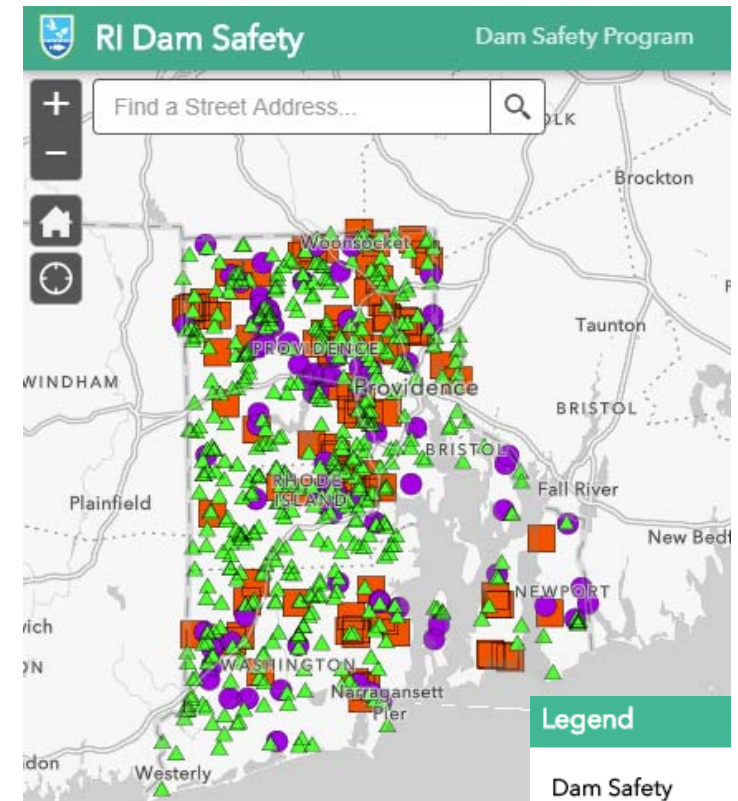 RI Dam Safety
Dam Safety Program
Find a Street Address...
Brockton
Woonsocket
Taunton
PROVIDENCE
WINDHAM
Providence
BRISTOL
BRISTOL
RHODE
ISLAND
Fall River
Plainfield
New Bedf
NEWPORT
ich
ON
WASHINGTON
Narragansett
Pier
Legend
don
Westerly
Dam Safety